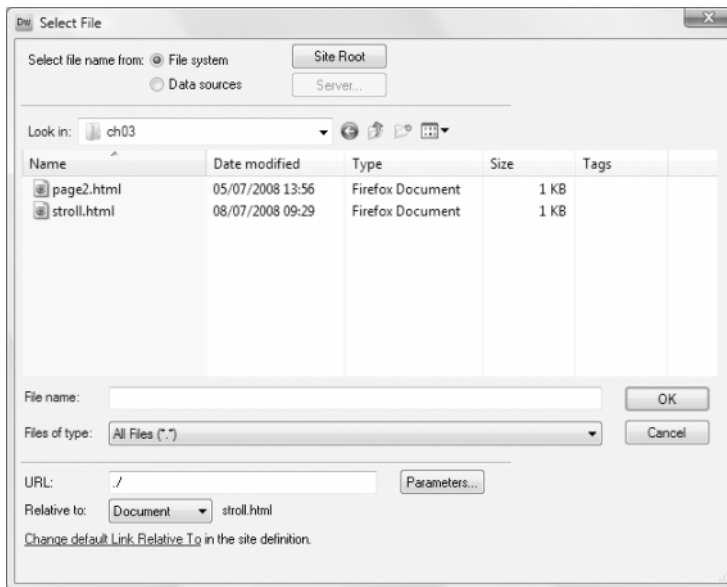 Dw Select File
Select file name from: File system Site Root
Data sources Server...
Look in: ch03
Name Date modified Type Size Tags
page2.html 05/07/2008 13:56 Firefox Document 1 KB
stroll.html 08/07/2008 09:29 Firefox Document 1 KB
File name: OK
Files of type: All Files (*.*) Cancel
URL: ./ Parameters...
Relative to: Document stroll.html
Change default Link Relative To in the site definition.